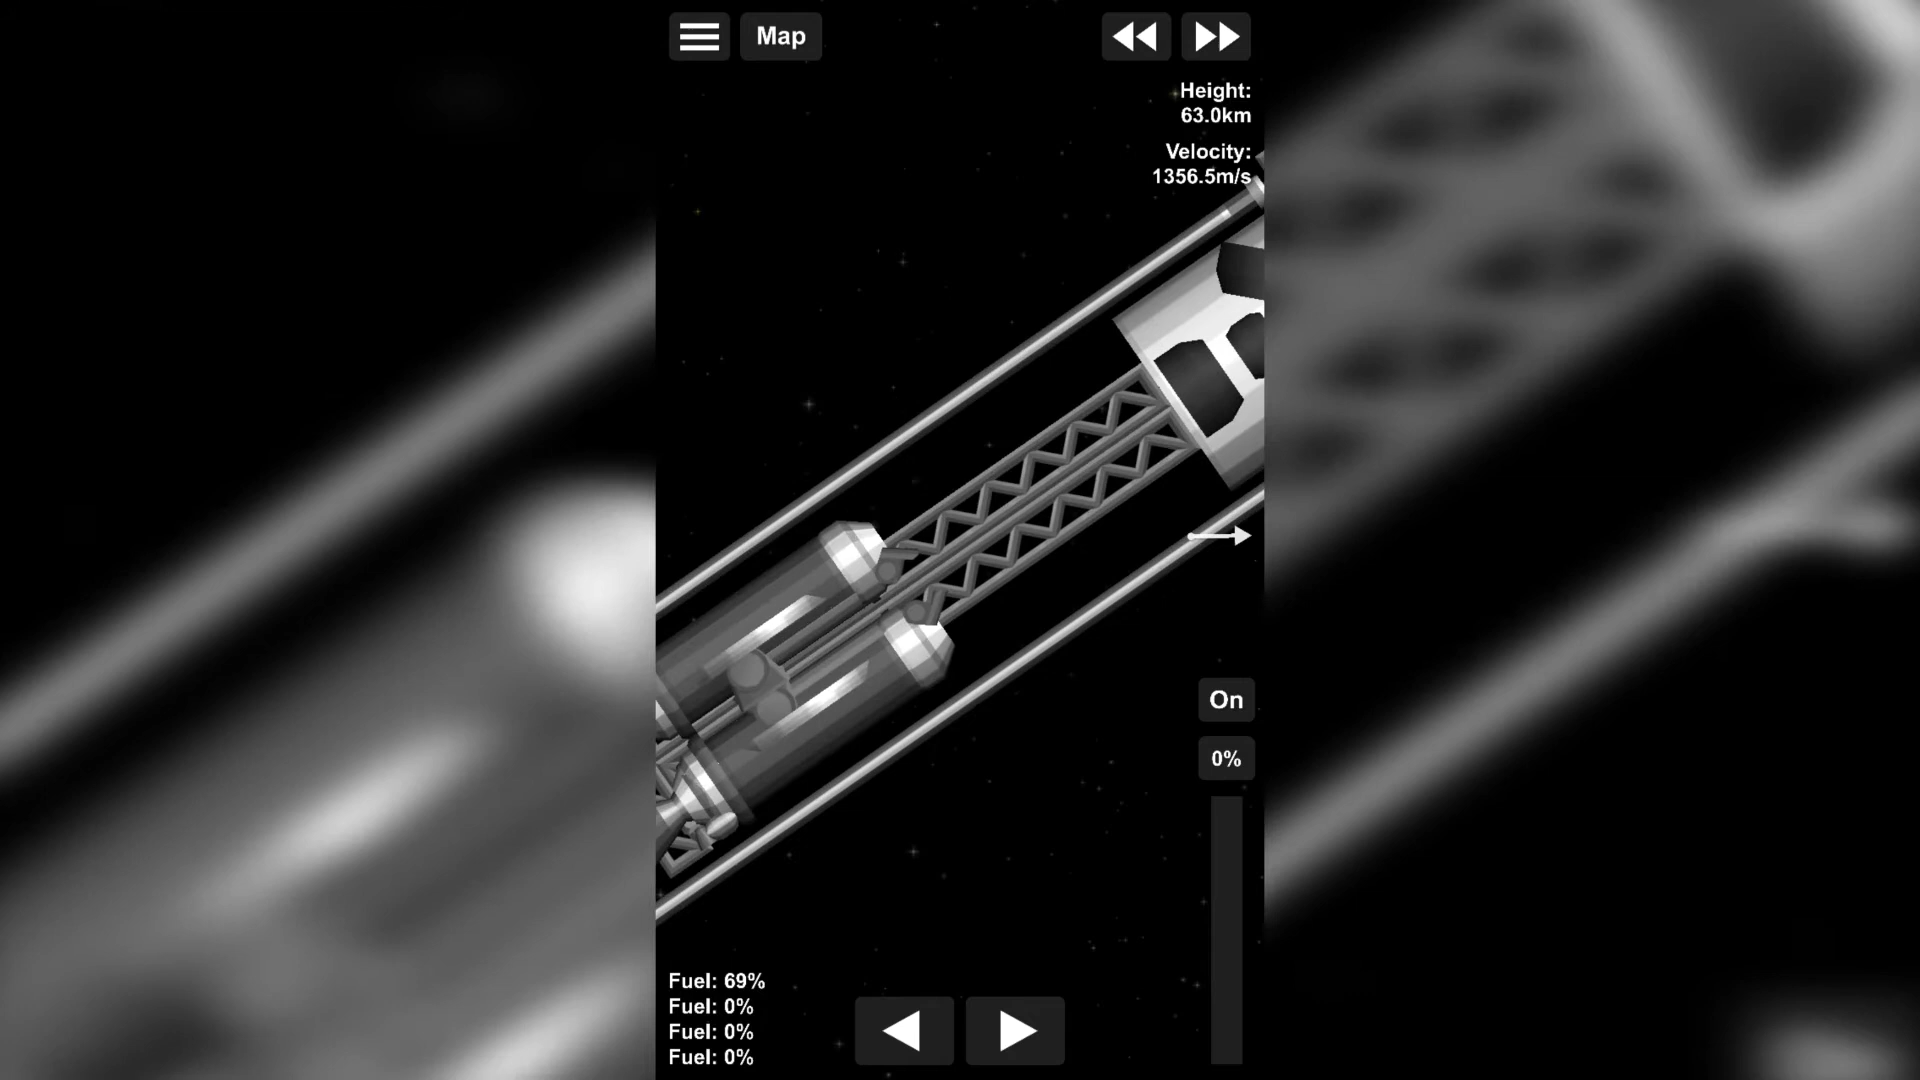 Map
Height:
63.0km
Velocity:
1356.5m/s
On
0%
Fuel: 69%
Fuel: 0%
Fuel: 0%
Fuel: 0%